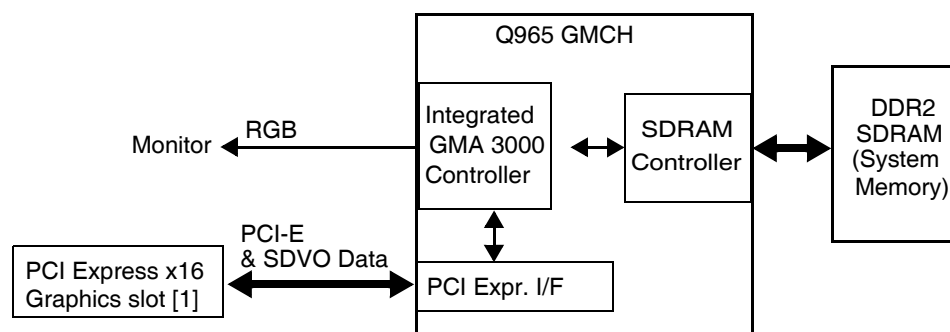 Q965 GMCH
Integrated
GMA 3000
Controller
SDRAM
Controller
DDR2
SDRAM
(System
Memory)
RGB
Monitor
PCI-E
& SDVO Data
PCI Express x16
Graphics slot [1]
PCI Expr. I/F